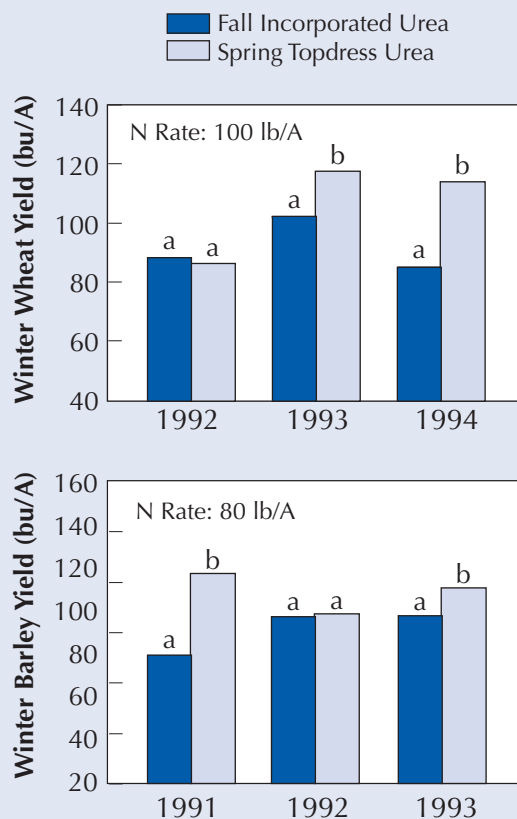 Fall Incorporated Urea
Spring Topdress Urea
Winter Wheat Yield (bu/A)
140
120
100
80
60
40
N Rate: 100 lb/A
a a a b a b
1992 1993 1994
Winter Barley Yield (bu/A)
160
120
100
80
60
20
N Rate: 80 lb/A
a b a a a b
1991 1992 1993